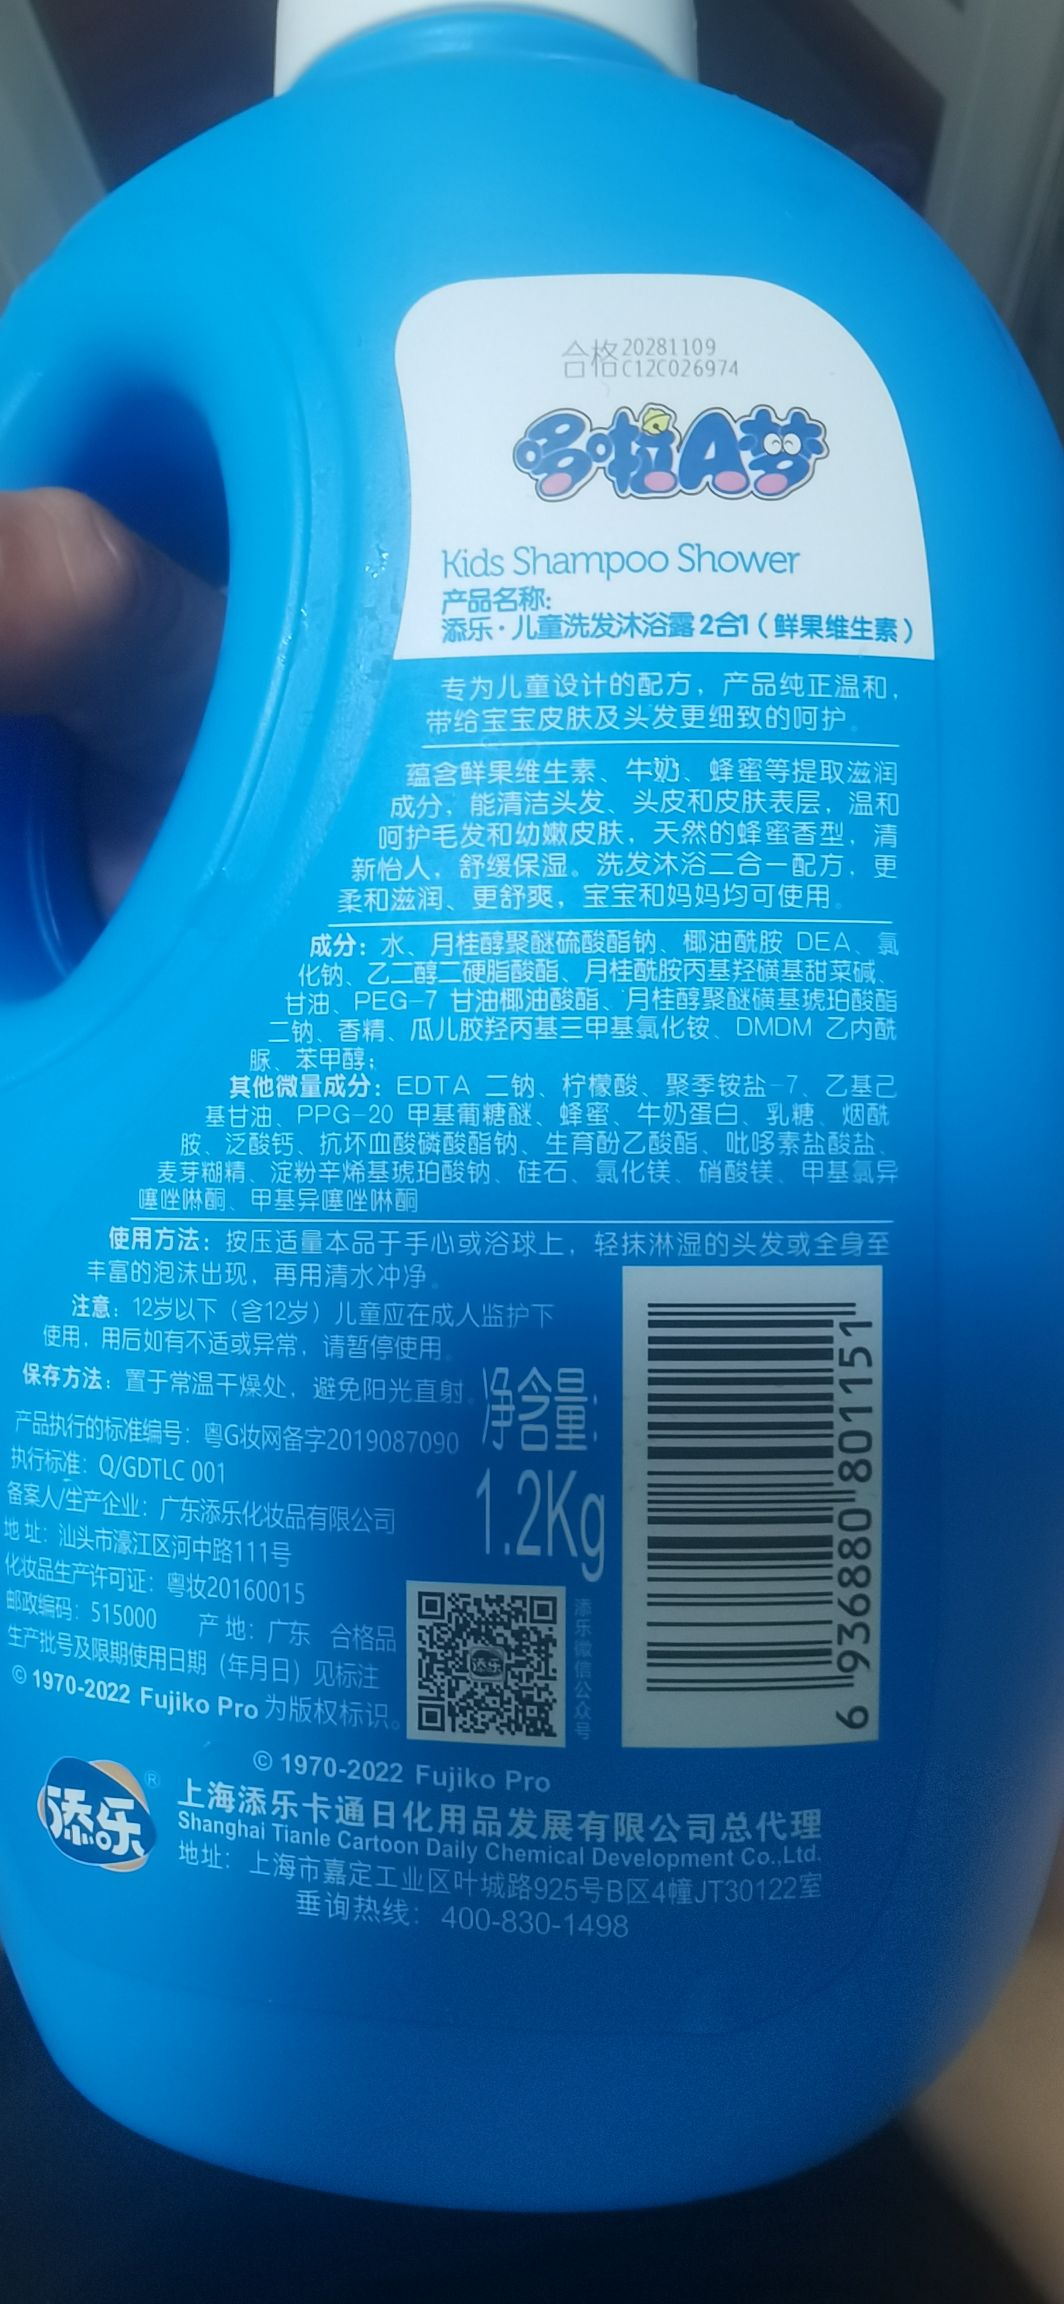 合格 20281109
C12C026974
哆啦A梦
Kids Shampoo Shower
产品名称:
添乐·儿童洗发沐浴露2合1（鲜果维生素）
专为儿童设计的配方，产品纯正温和，
带给宝宝皮肤及头发更细致的呵护。
蕴含鲜果维生素、牛奶、蜂蜜等提取滋润
成分，能清洁头发、头皮和皮肤表层，温和
呵护毛发和幼嫩皮肤，天然的蜂蜜香型，清
新怡人，舒缓保湿。洗发沐浴二合一配方，更
柔和滋润、更舒爽，宝宝和妈妈均可使用。
成分：水、月桂醇聚醚硫酸酯钠、椰油酰胺 DEA、氯
化钠、乙二醇二硬脂酸酯、月桂酰胺丙基羟磺基甜菜碱、
甘油、PEG-7 甘油椰油酸酯、月桂醇聚醚磺基琥珀酸酯
二钠、香精、瓜儿胶羟丙基三甲基氯化铵、DMDM 乙内酰
脲、苯甲醇；
其他微量成分：EDTA 二钠、柠檬酸、聚季铵盐-7、乙基己
基甘油、PPG-20 甲基葡糖醚、蜂蜜、牛奶蛋白、乳糖、烟酰
胺、泛酸钙、抗坏血酸磷酸酯钠、生育酚乙酸酯、吡哆素盐酸盐、
麦芽糊精、淀粉辛烯基琥珀酸钠、硅石、氯化镁、硝酸镁、甲基氯异
噻唑啉酮、甲基异噻唑啉酮
使用方法：按压适量本品于手心或浴球上，轻抹淋湿的头发或全身至
丰富的泡沫出现，再用清水冲净。
注意：12岁以下（含12岁）儿童应在成人监护下
使用，用后如有不适或异常，请暂停使用。
保存方法：置于常温干燥处，避免阳光直射。
产品执行的标准编号：粤G妆网备字2019087090
执行标准：Q/GDTLC 001
备案人/生产企业：广东添乐化妆品有限公司
地 址：汕头市濠江区河中路111号
化妆品生产许可证：粤妆20160015
邮政编码：515000 产 地：广东 合格品
生产批号及限期使用日期（年月日）见标注
© 1970-2022 Fujiko Pro 为版权标识。
净含量:
1.2Kg
添乐
添乐微信公众号
6 936880 801151
© 1970-2022 Fujiko Pro
添乐®
上海添乐卡通日化用品发展有限公司总代理
Shanghai Tianle Cartoon Daily Chemical Development Co.,Ltd.
地址：上海市嘉定工业区叶城路925号B区4幢JT30122室
垂询热线：400-830-1498